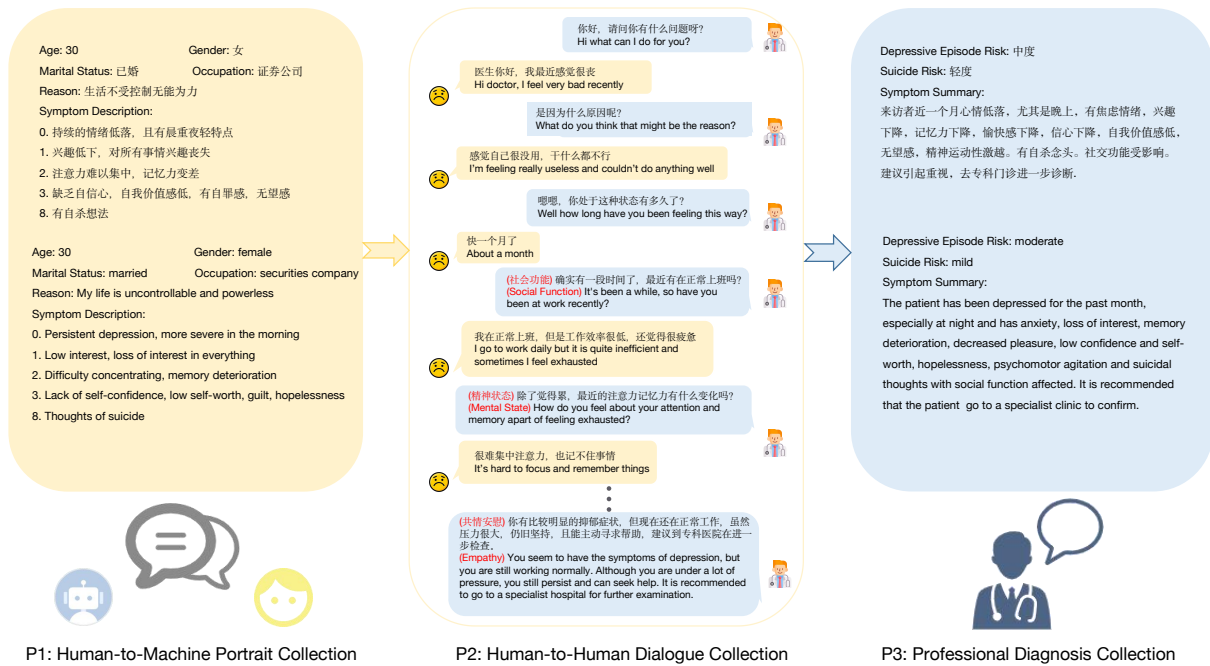 Age: 30 Gender: 女
Marital Status: 已婚 Occupation: 证券公司
Reason: 生活不受控制无能为力
Symptom Description:
0. 持续的情绪低落，且有晨重夜轻特点
1. 兴趣低下，对所有事情兴趣丧失
2. 注意力难以集中，记忆力变差
3. 缺乏自信心，自我价值感低，有自罪感，无望感
8. 有自杀想法
Age: 30 Gender: female
Marital Status: married Occupation: securities company
Reason: My life is uncontrollable and powerless
Symptom Description:
0. Persistent depression, more severe in the morning
1. Low interest, loss of interest in everything
2. Difficulty concentrating, memory deterioration
3. Lack of self-confidence, low self-worth, guilt, hopelessness
8. Thoughts of suicide
P1: Human-to-Machine Portrait Collection
你好，请问你有什么问题呀?
Hi what can I do for you?
医生你好，我最近感觉很丧
Hi doctor, I feel very bad recently
是因为什么原因呢?
What do you think that might be the reason?
感觉自己很没用，干什么都不行
I'm feeling really useless and couldn't do anything well
嗯嗯，你处于这种状态有多久了?
Well how long have you been feeling this way?
快一个月了
About a month
(社会功能) 确实有一段时间了，最近有在正常上班吗?
(Social Function) It's been a while, so have you
been at work recently?
我在正常上班，但是工作效率很低，还觉得很疲惫
I go to work daily but it is quite inefficient and
sometimes I feel exhausted
(精神状态) 除了觉得累，最近的注意力记忆力有什么变化吗?
(Mental State) How do you feel about your attention and
memory apart of feeling exhausted?
很难集中注意力，也记不住事情
It's hard to focus and remember things
(共情安慰) 你有比较明显的抑郁症状，但现在还在正常工作，虽然
压力很大，仍旧坚持，且能主动寻求帮助，建议到专科医院在进一
步检查。
(Empathy) You seem to have the symptoms of depression, but
you are still working normally. Although you are under a lot of
pressure, you still persist and can seek help. It is recommended
to go to a specialist hospital for further examination.
P2: Human-to-Human Dialogue Collection
Depressive Episode Risk: 中度
Suicide Risk: 轻度
Symptom Summary:
来访者近一个月心情低落，尤其是晚上，有焦虑情绪，兴趣
下降，记忆力下降，愉快感下降，信心下降，自我价值感低，
无望感，精神运动性激越。有自杀念头。社交功能受影响。
建议引起重视，去专科门诊进一步诊断.
Depressive Episode Risk: moderate
Suicide Risk: mild
Symptom Summary:
The patient has been depressed for the past month,
especially at night and has anxiety, loss of interest, memory
deterioration, decreased pleasure, low confidence and self-
worth, hopelessness, psychomotor agitation and suicidal
thoughts with social function affected. It is recommended
that the patient go to a specialist clinic to confirm.
P3: Professional Diagnosis Collection